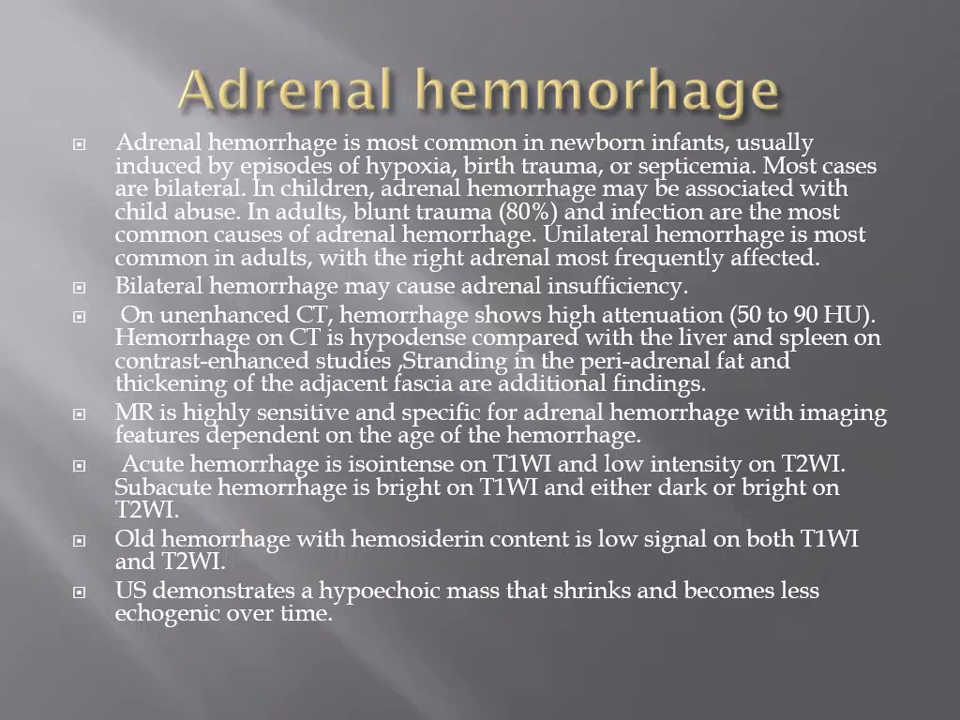 Adrenal hemmorhage
Adrenal hemorrhage is most common in newborn infants, usually
induced by episodes of hypoxia, birth trauma, or septicemia. Most cases
are bilateral. In children, adrenal hemorrhage may be associated with
child abuse. In adults, blunt trauma (80%) and infection are the most
common causes of adrenal hemorrhage. Unilateral hemorrhage is most
common in adults, with the right adrenal most frequently affected.
Bilateral hemorrhage may cause adrenal insufficiency.
On unenhanced CT, hemorrhage shows high attenuation (50 to 90 HU).
Hemorrhage on CT is hypodense compared with the liver and spleen on
contrast-enhanced studies ,Stranding in the peri-adrenal fat and
thickening of the adjacent fascia are additional findings.
MR is highly sensitive and specific for adrenal hemorrhage with imaging
features dependent on the age of the hemorrhage.
Acute hemorrhage is isointense on T1WI and low intensity on T2WI.
Subacute hemorrhage is bright on T1WI and either dark or bright on
T2WI.
Old hemorrhage with hemosiderin content is low signal on both T1WI
and T2WI.
US demonstrates a hypoechoic mass that shrinks and becomes less
echogenic over time.